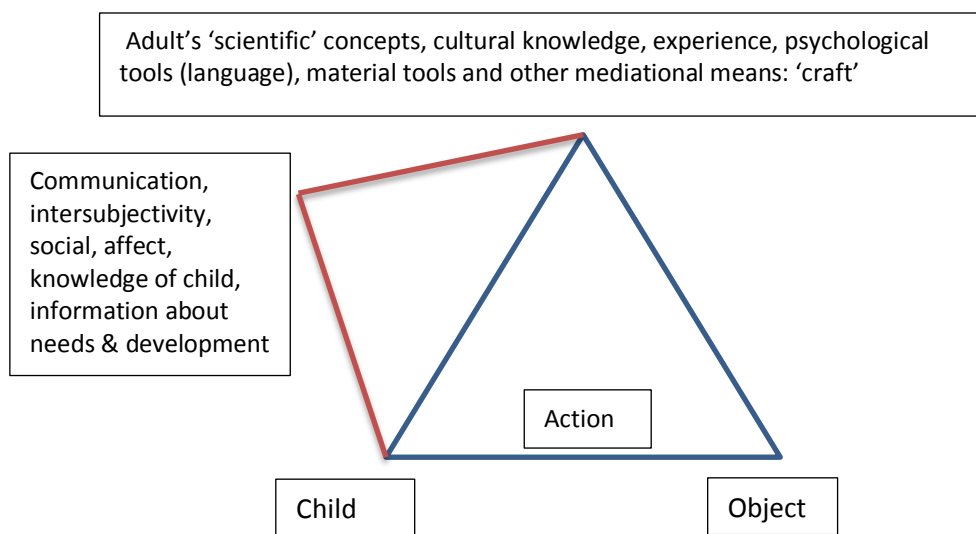 Adult’s ‘scientific’ concepts, cultural knowledge, experience, psychological
tools (language), material tools and other mediational means: ‘craft’
Communication,
intersubjectivity,
social, affect,
knowledge of child,
information about
needs & development
Action
Child
Object